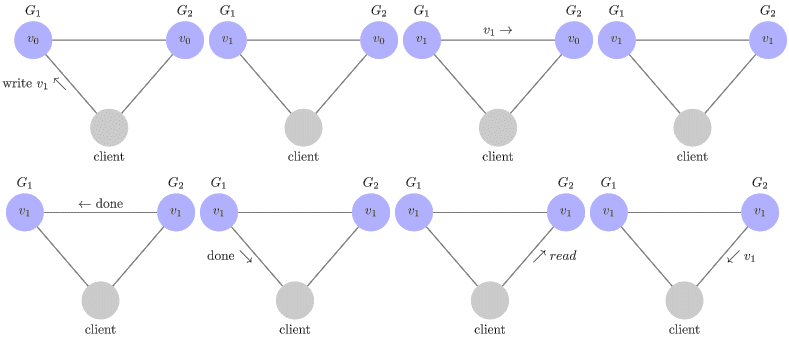 G₁ G₂ G₁ G₂ G₁ G₂ G₁ G₂
v₁ →
v₀ v₀ v₁ v₀ v₁ v₀ v₁ v₁
write v₁ ↖
client client client client
G₁ G₂ G₁ G₂ G₁ G₂ G₁ G₂
← done
v₁ v₁ v₁ v₁ v₁ v₁ v₁ v₁
done ↘ ↗ read ↙ v₁
client client client client